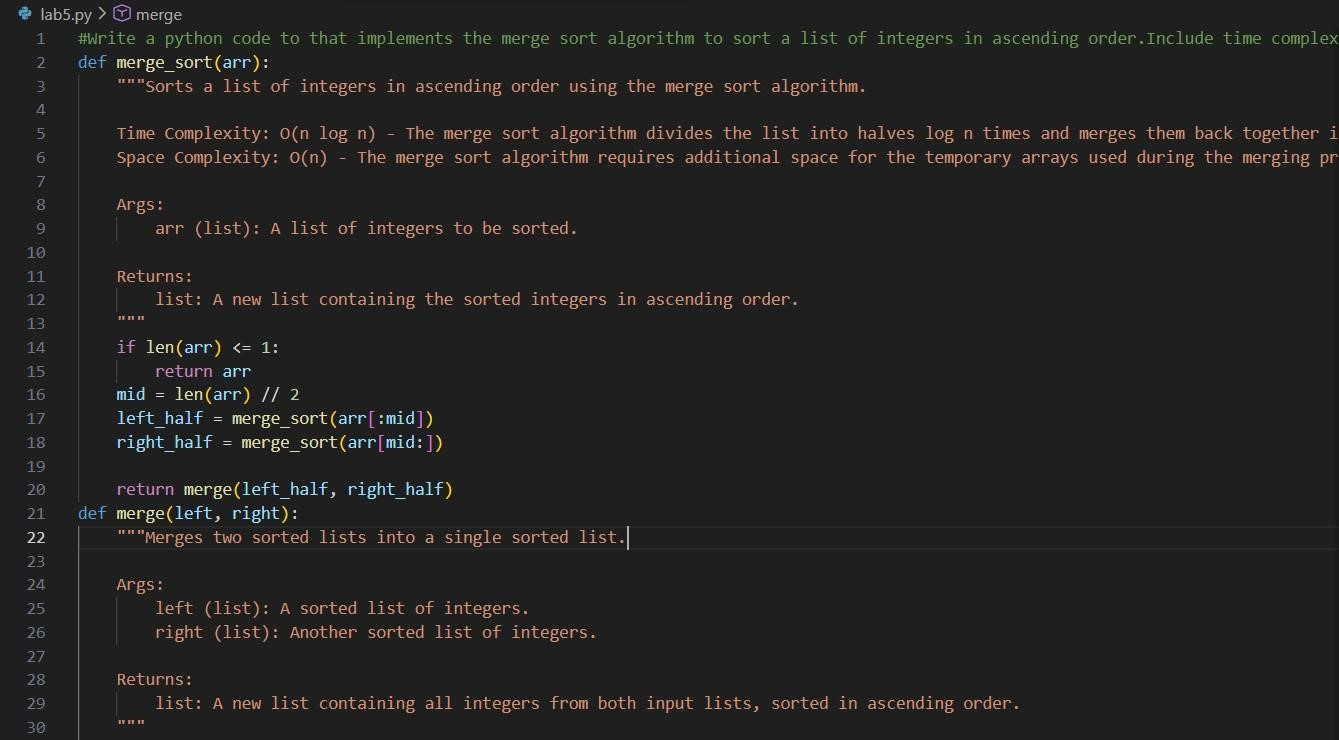 lab5.py > merge
1 #Write a python code to that implements the merge sort algorithm to sort a list of integers in ascending order.Include time complex
2 def merge_sort(arr):
3 """Sorts a list of integers in ascending order using the merge sort algorithm.
4
5 Time Complexity: O(n log n) - The merge sort algorithm divides the list into halves log n times and merges them back together i
6 Space Complexity: O(n) - The merge sort algorithm requires additional space for the temporary arrays used during the merging pr
7
8 Args:
9 arr (list): A list of integers to be sorted.
10
11 Returns:
12 list: A new list containing the sorted integers in ascending order.
13 """
14 if len(arr) <= 1:
15 return arr
16 mid = len(arr) // 2
17 left_half = merge_sort(arr[:mid])
18 right_half = merge_sort(arr[mid:])
19
20 return merge(left_half, right_half)
21 def merge(left, right):
22 """Merges two sorted lists into a single sorted list.
23
24 Args:
25 left (list): A sorted list of integers.
26 right (list): Another sorted list of integers.
27
28 Returns:
29 list: A new list containing all integers from both input lists, sorted in ascending order.
30 """